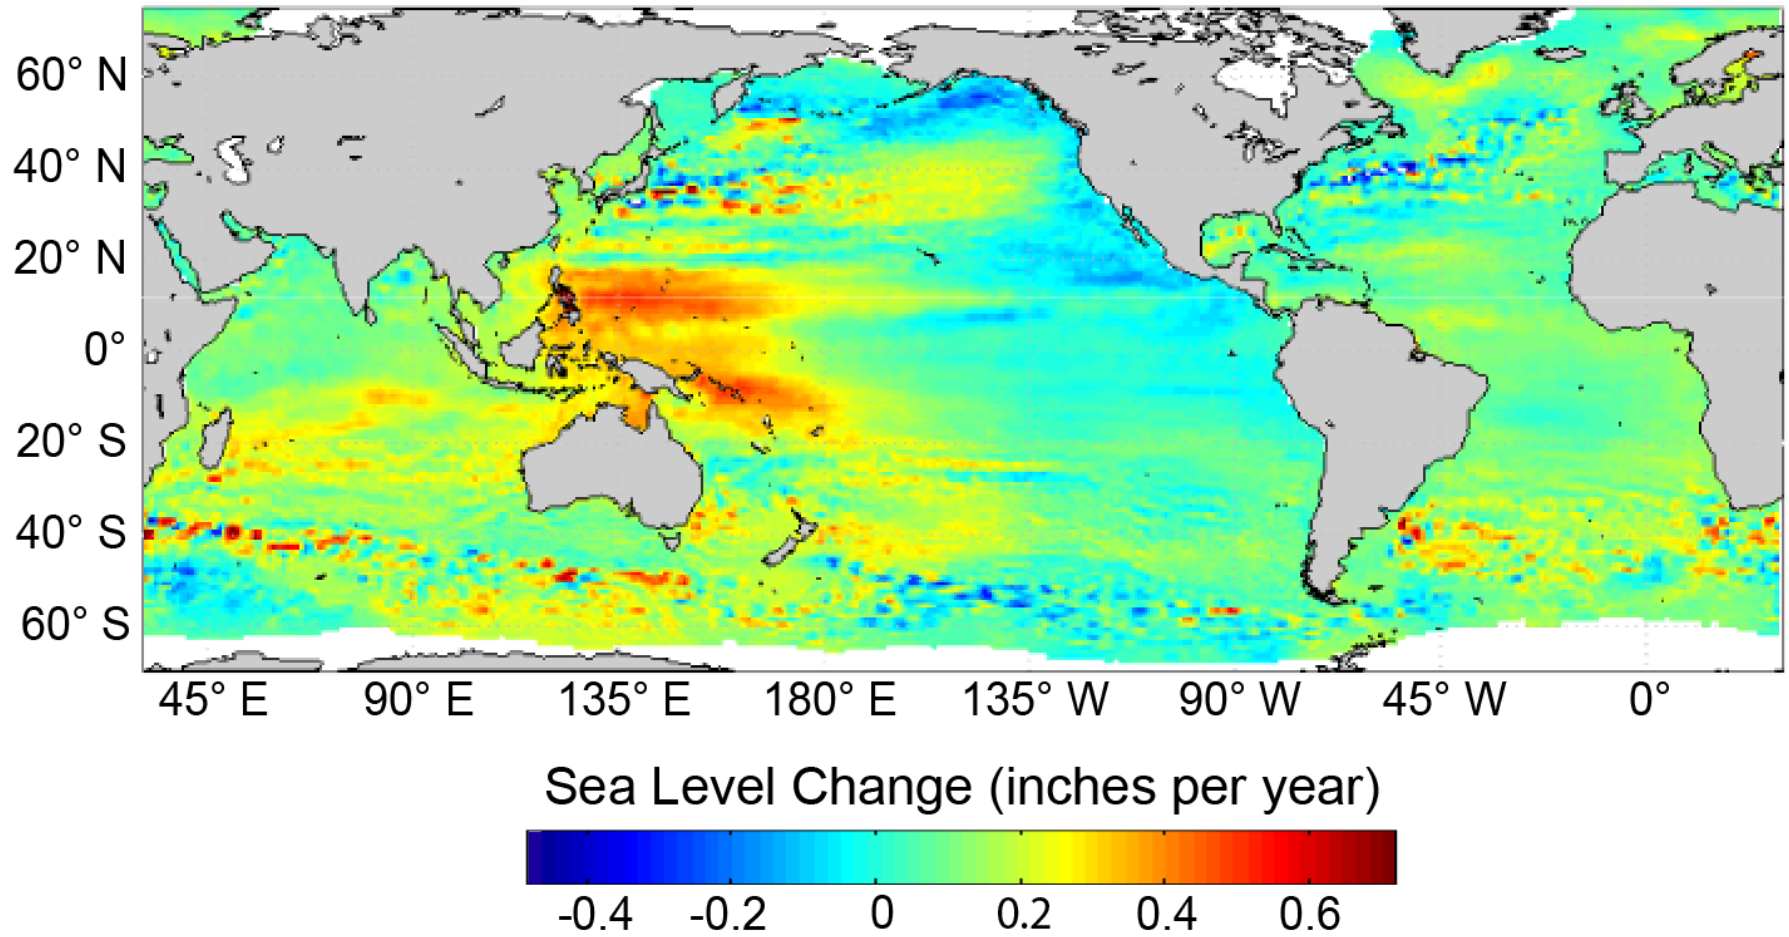 60° N
40° N
20° N
0°
20° S
40° S
60° S
45° E 90° E 135° E 180° E 135° W 90° W 45° W 0°
Sea Level Change (inches per year)
-0.4 -0.2 0 0.2 0.4 0.6